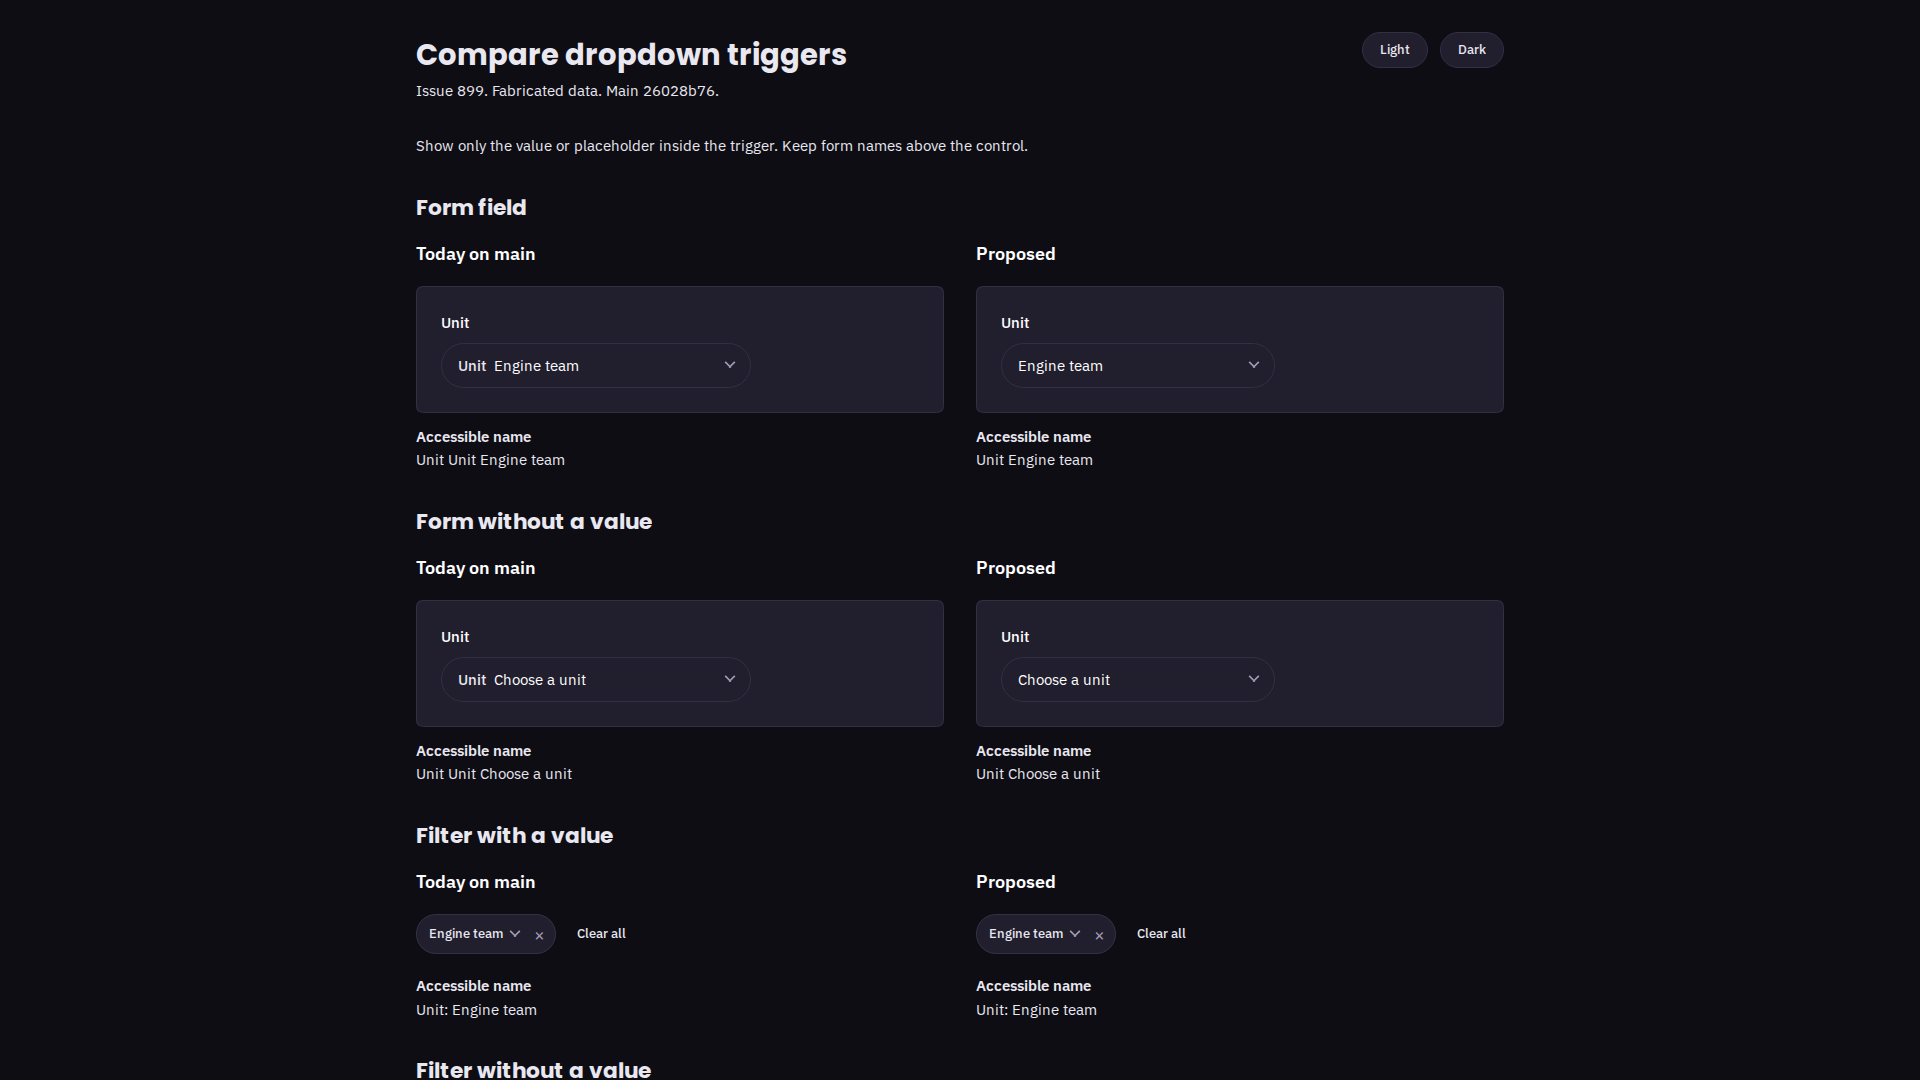 Compare dropdown triggers
Light
Dark
Issue 899. Fabricated data. Main 26028b76.
Show only the value or placeholder inside the trigger. Keep form names above the control.
Form field
Today on main
Proposed
Unit
Unit
Unit Engine team
Engine team
Accessible name
Accessible name
Unit Unit Engine team
Unit Engine team
Form without a value
Today on main
Proposed
Unit
Unit
Unit Choose a unit
Choose a unit
Accessible name
Accessible name
Unit Unit Choose a unit
Unit Choose a unit
Filter with a value
Today on main
Proposed
Engine team × Clear all
Engine team × Clear all
Accessible name
Accessible name
Unit: Engine team
Unit: Engine team
Filter without a value